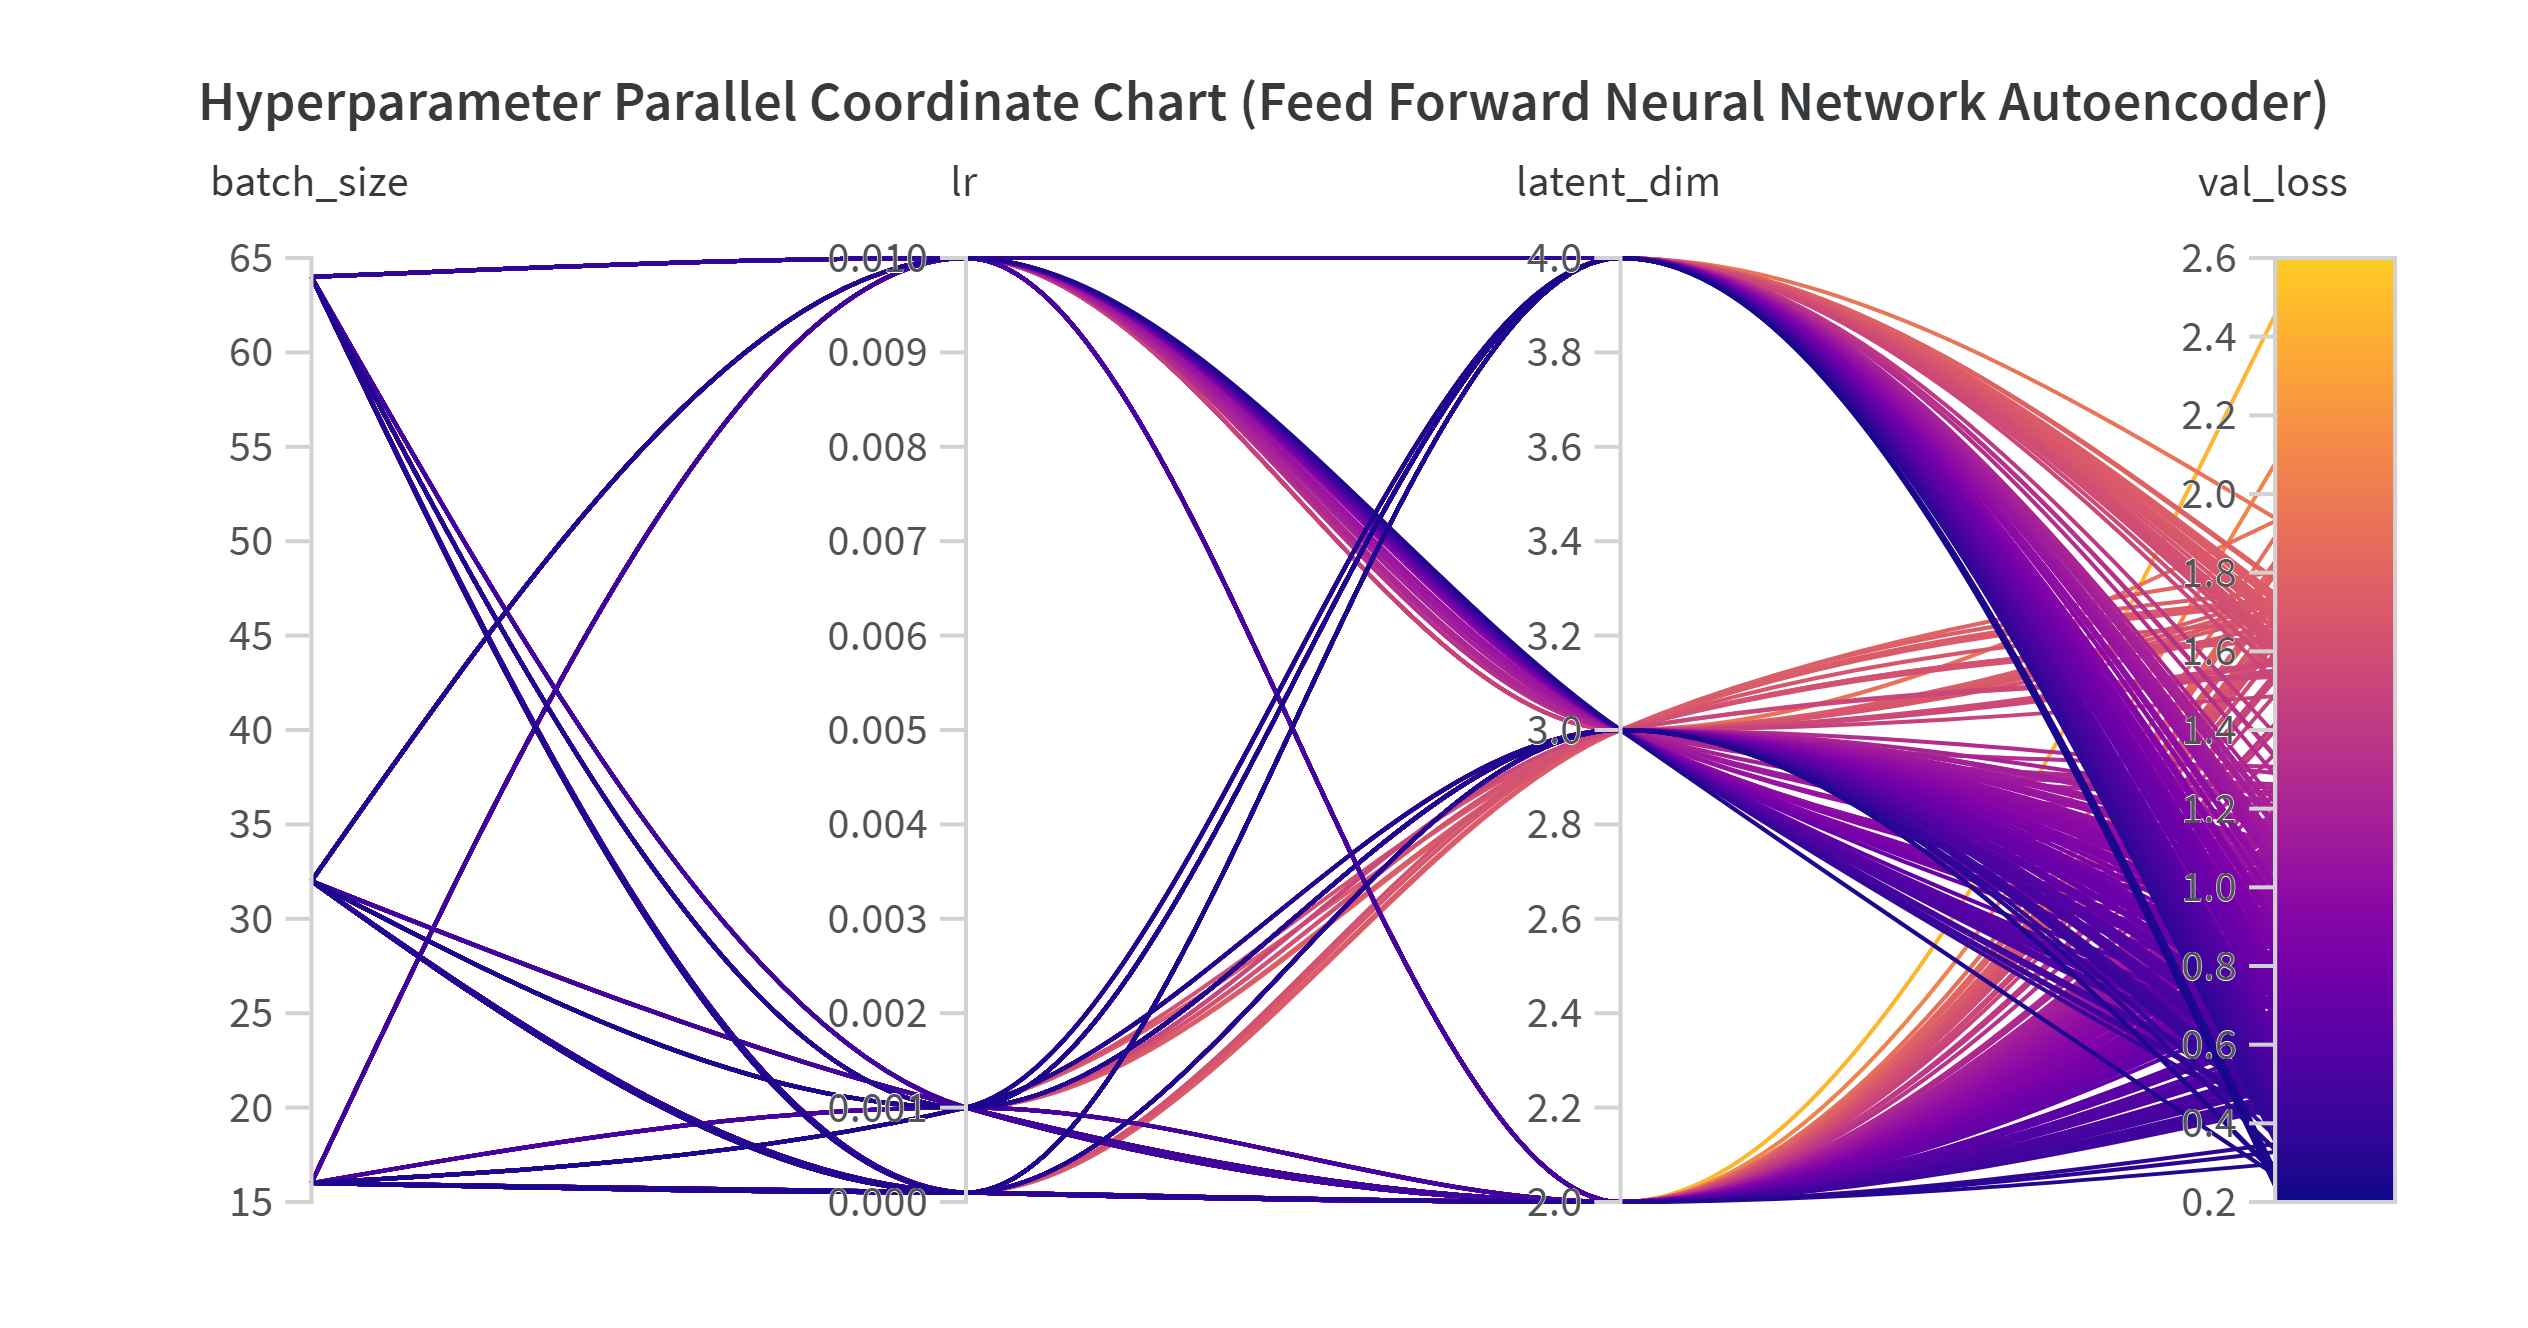 Hyperparameter Parallel Coordinate Chart (Feed Forward Neural Network Autoencoder)
batch_size lr latent_dim val_loss
65 0.010 4.0 2.6
2.4
60 0.009 3.8
2.2
55 0.008 3.6
2.0
50 0.007 3.4
1.8
45 0.006 3.2
1.6
40 0.005 3.0 1.4
1.2
35 0.004 2.8
1.0
30 0.003 2.6
0.8
25 0.002 2.4
0.6
20 0.001 2.2
0.4
15 0.000 2.0 0.2